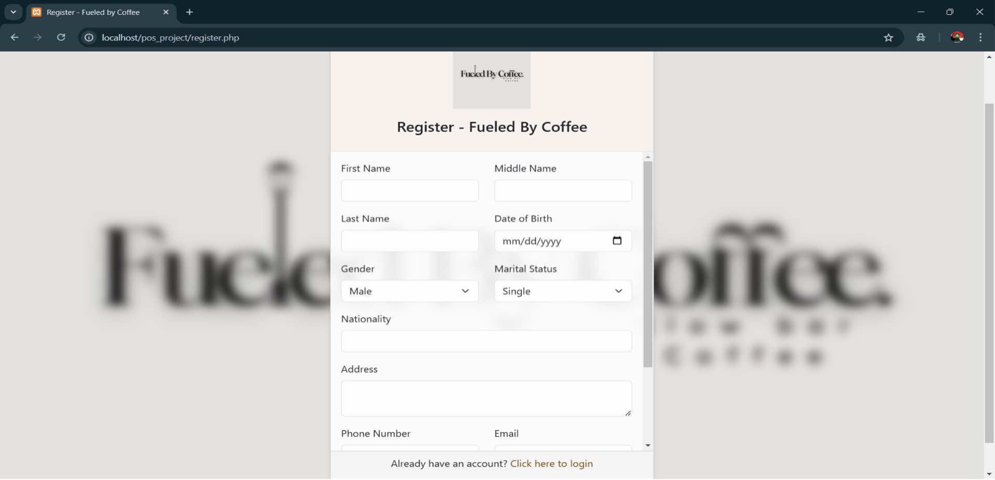 Register - Fueled by Coffee
localhost/pos_project/register.php
Fueled By Coffee.
Register - Fueled By Coffee
First Name
Middle Name
Last Name
Date of Birth
mm/dd/yyyy
Gender
Marital Status
Male
Single
Nationality
Address
Phone Number
Email
Already have an account? Click here to login